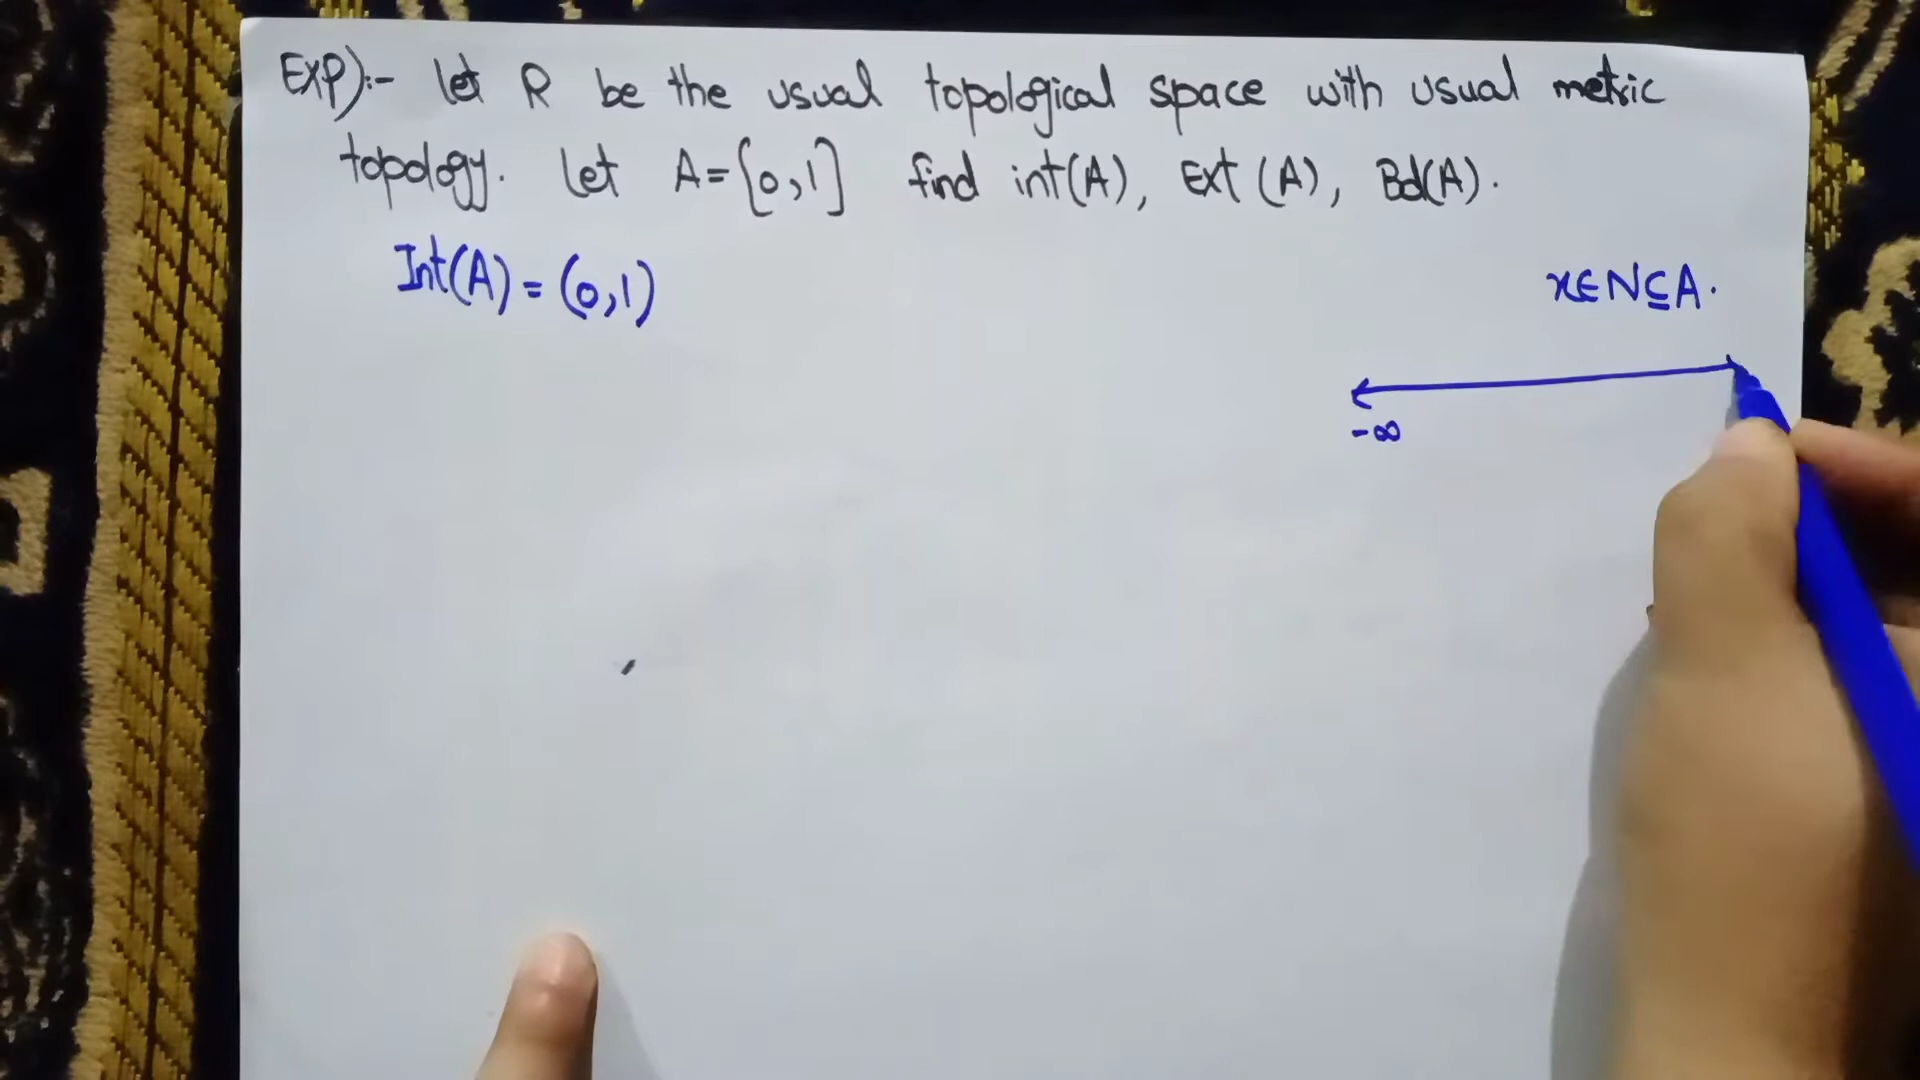 EXP):- let R be the usual topological space with usual metric
topology. Let A=[0,1] find int(A), Ext (A), Bd(A).
Int(A) = (0,1)
x∈N⊆A.
-∞